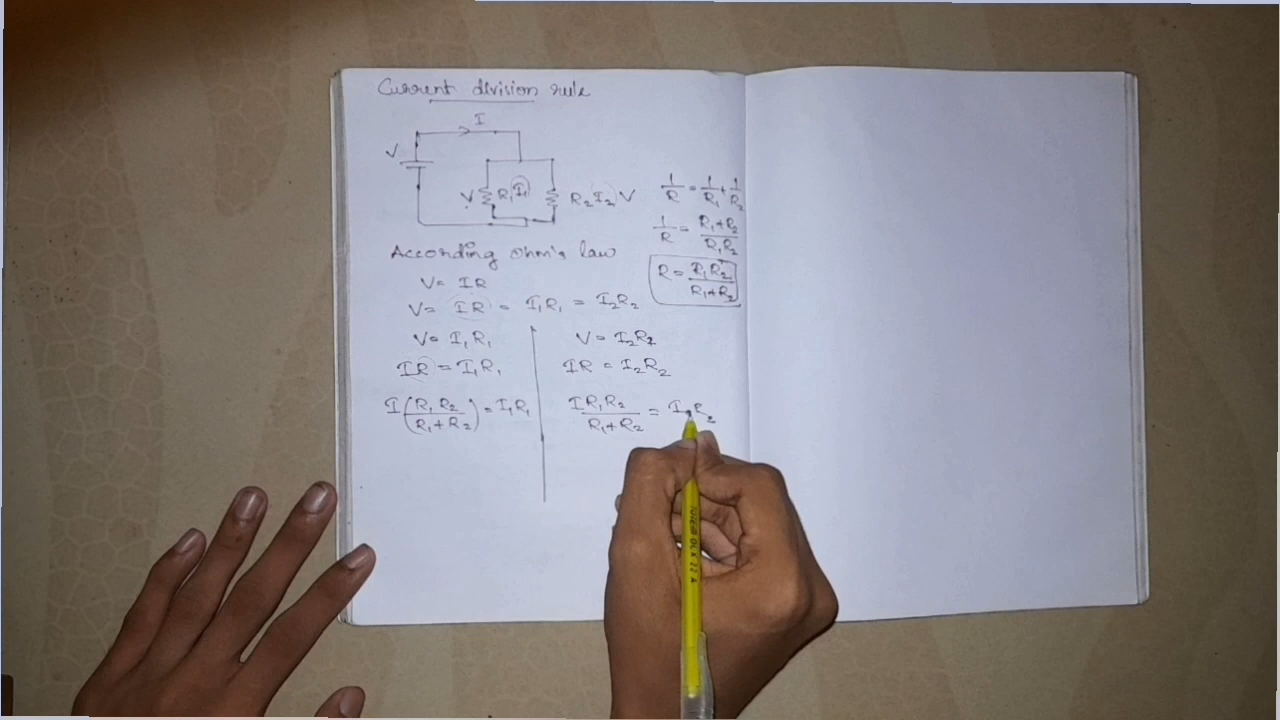 Current division rule
I
V
V R₁ I₁ R₂ I₂ V
1/R = 1/R₁ + 1/R₂
1/R = R₁+R₂/R₁R₂
R = R₁R₂/R₁+R₂
According ohm's law
V = IR
V = IR = I₁R₁ = I₂R₂
V = I₁R₁
IR = I₁R₁
I(R₁R₂/R₁+R₂) = I₁R₁
V = I₂R₂
IR = I₂R₂
IR₁R₂/R₁+R₂ = I₂R₂